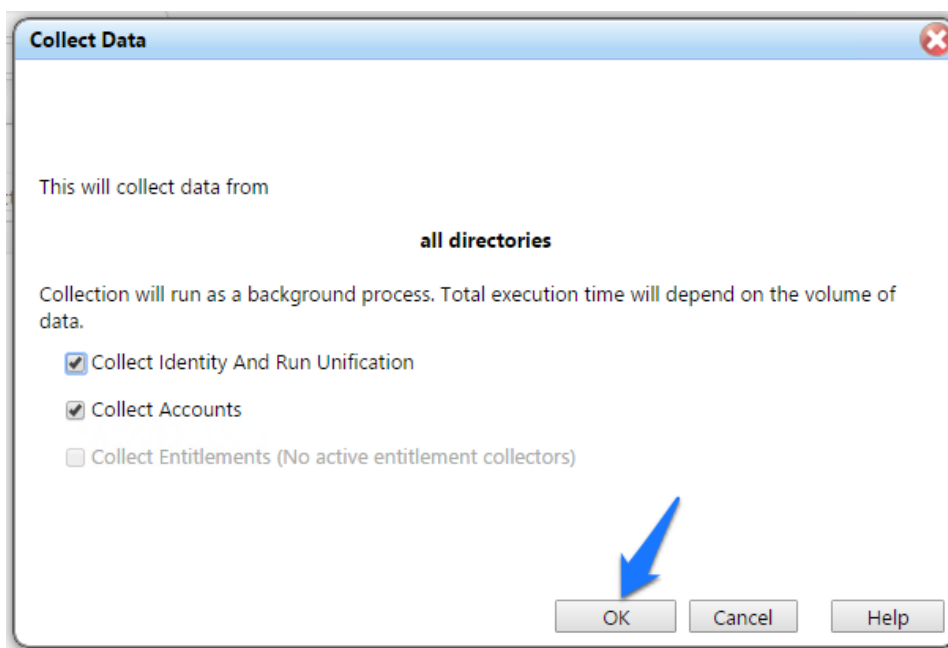 Collect Data
This will collect data from
all directories
Collection will run as a background process. Total execution time will depend on the volume of
data.
Collect Identity And Run Unification
Collect Accounts
Collect Entitlements (No active entitlement collectors)
OK Cancel Help